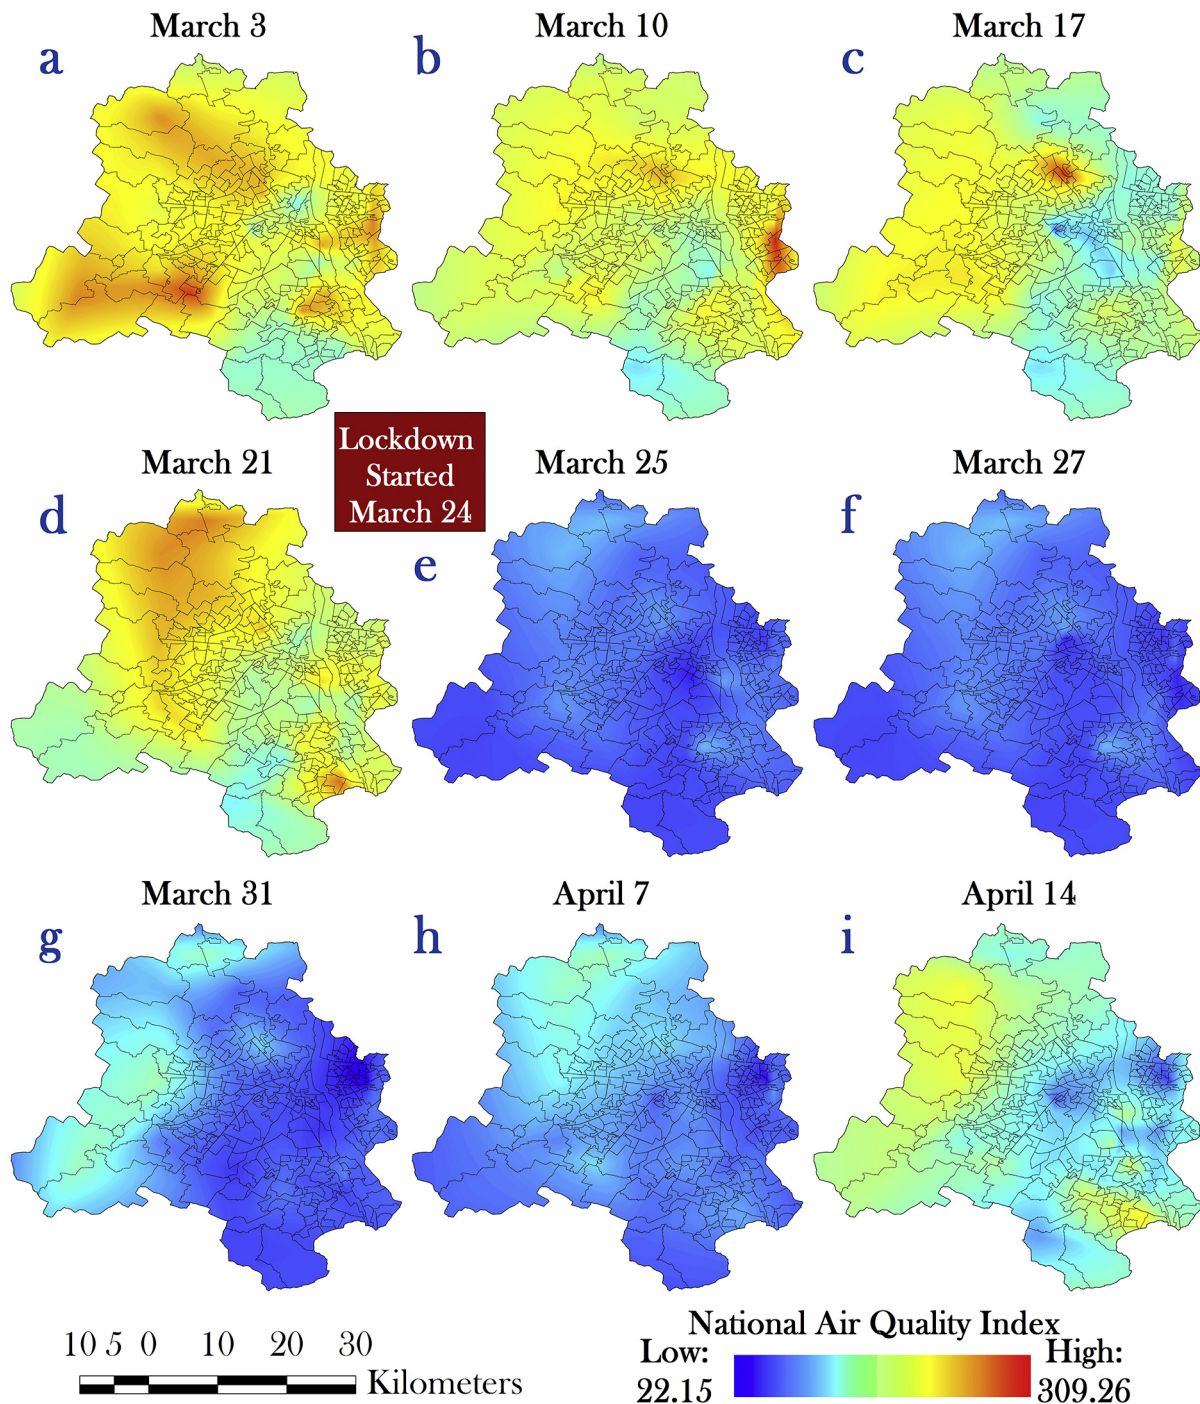 March 3
March 10
March 17
a
b
c
Lockdown
Started
March 24
March 21
March 25
March 27
d
e
f
March 31
April 7
April 14
g
h
i
10 5 0 10 20 30
Kilometers
National Air Quality Index
Low:
22.15
High:
309.26